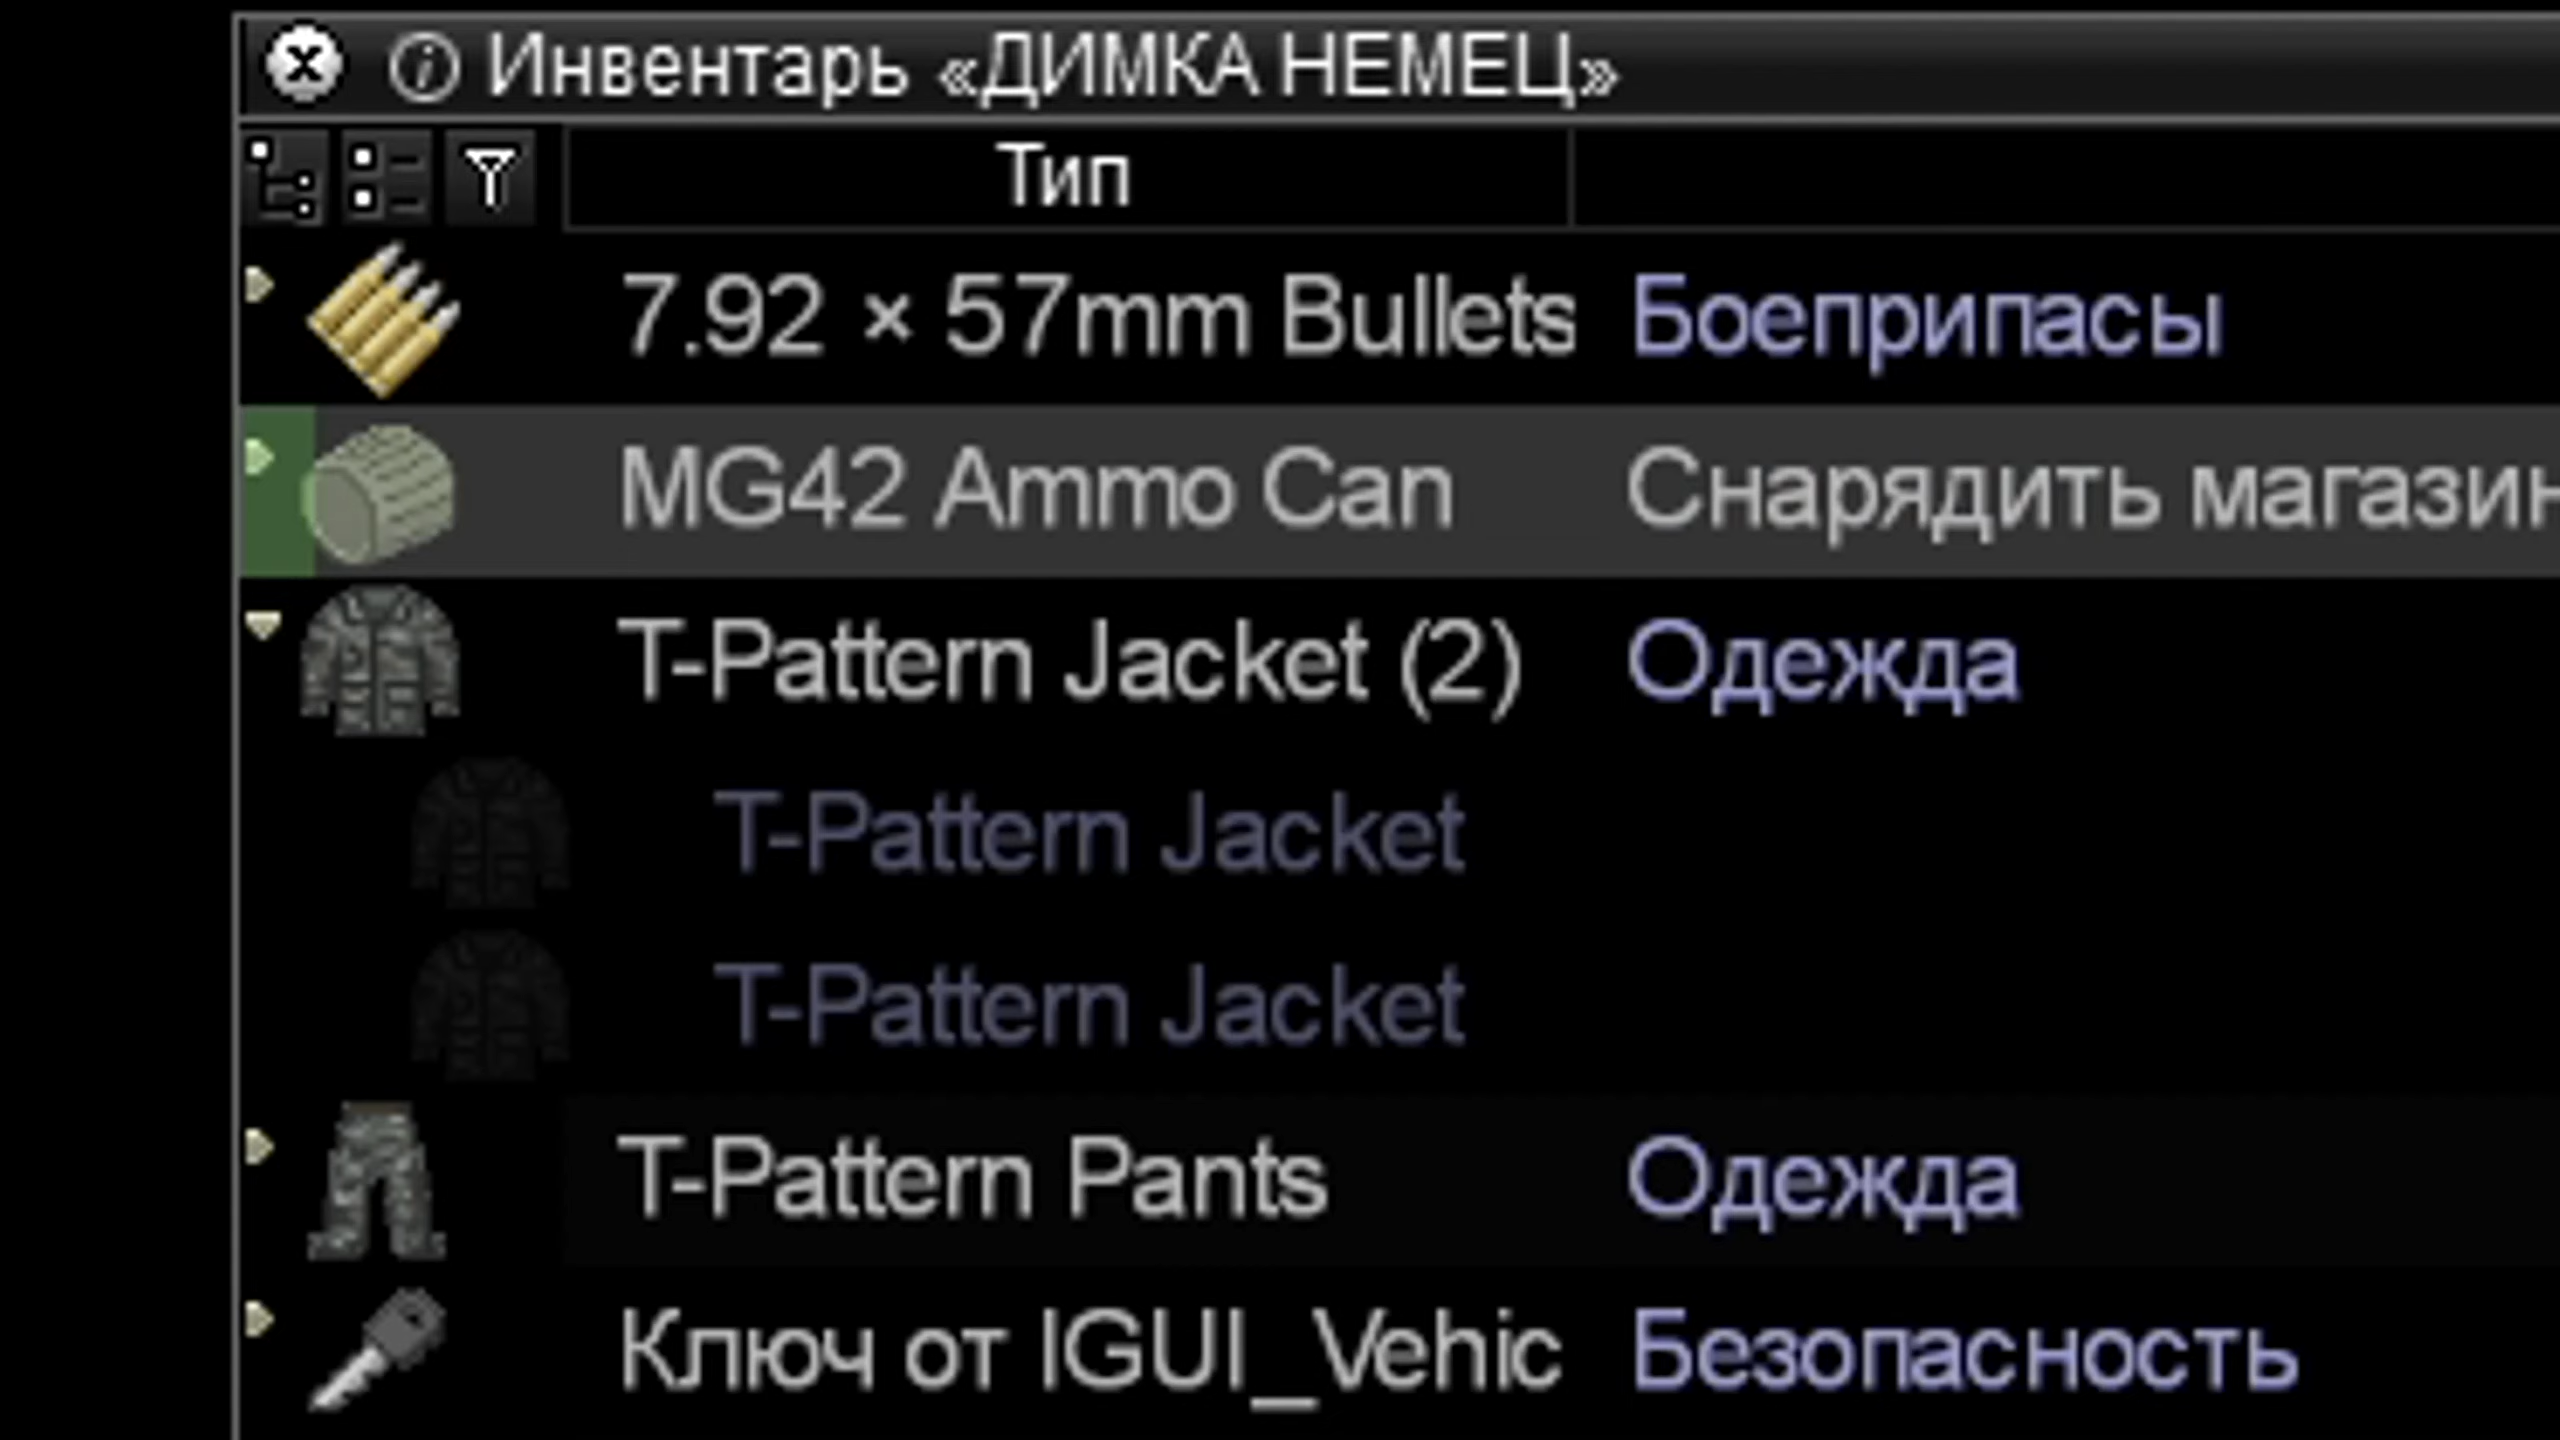 Инвентарь «ДИМКА НЕМЕЦ»
Тип
7.92 × 57mm Bullets Боеприпасы
MG42 Ammo Can Снарядить магазин
T-Pattern Jacket (2) Одежда
T-Pattern Jacket
T-Pattern Jacket
T-Pattern Pants Одежда
Ключ от IGUI_Vehic Безопасность